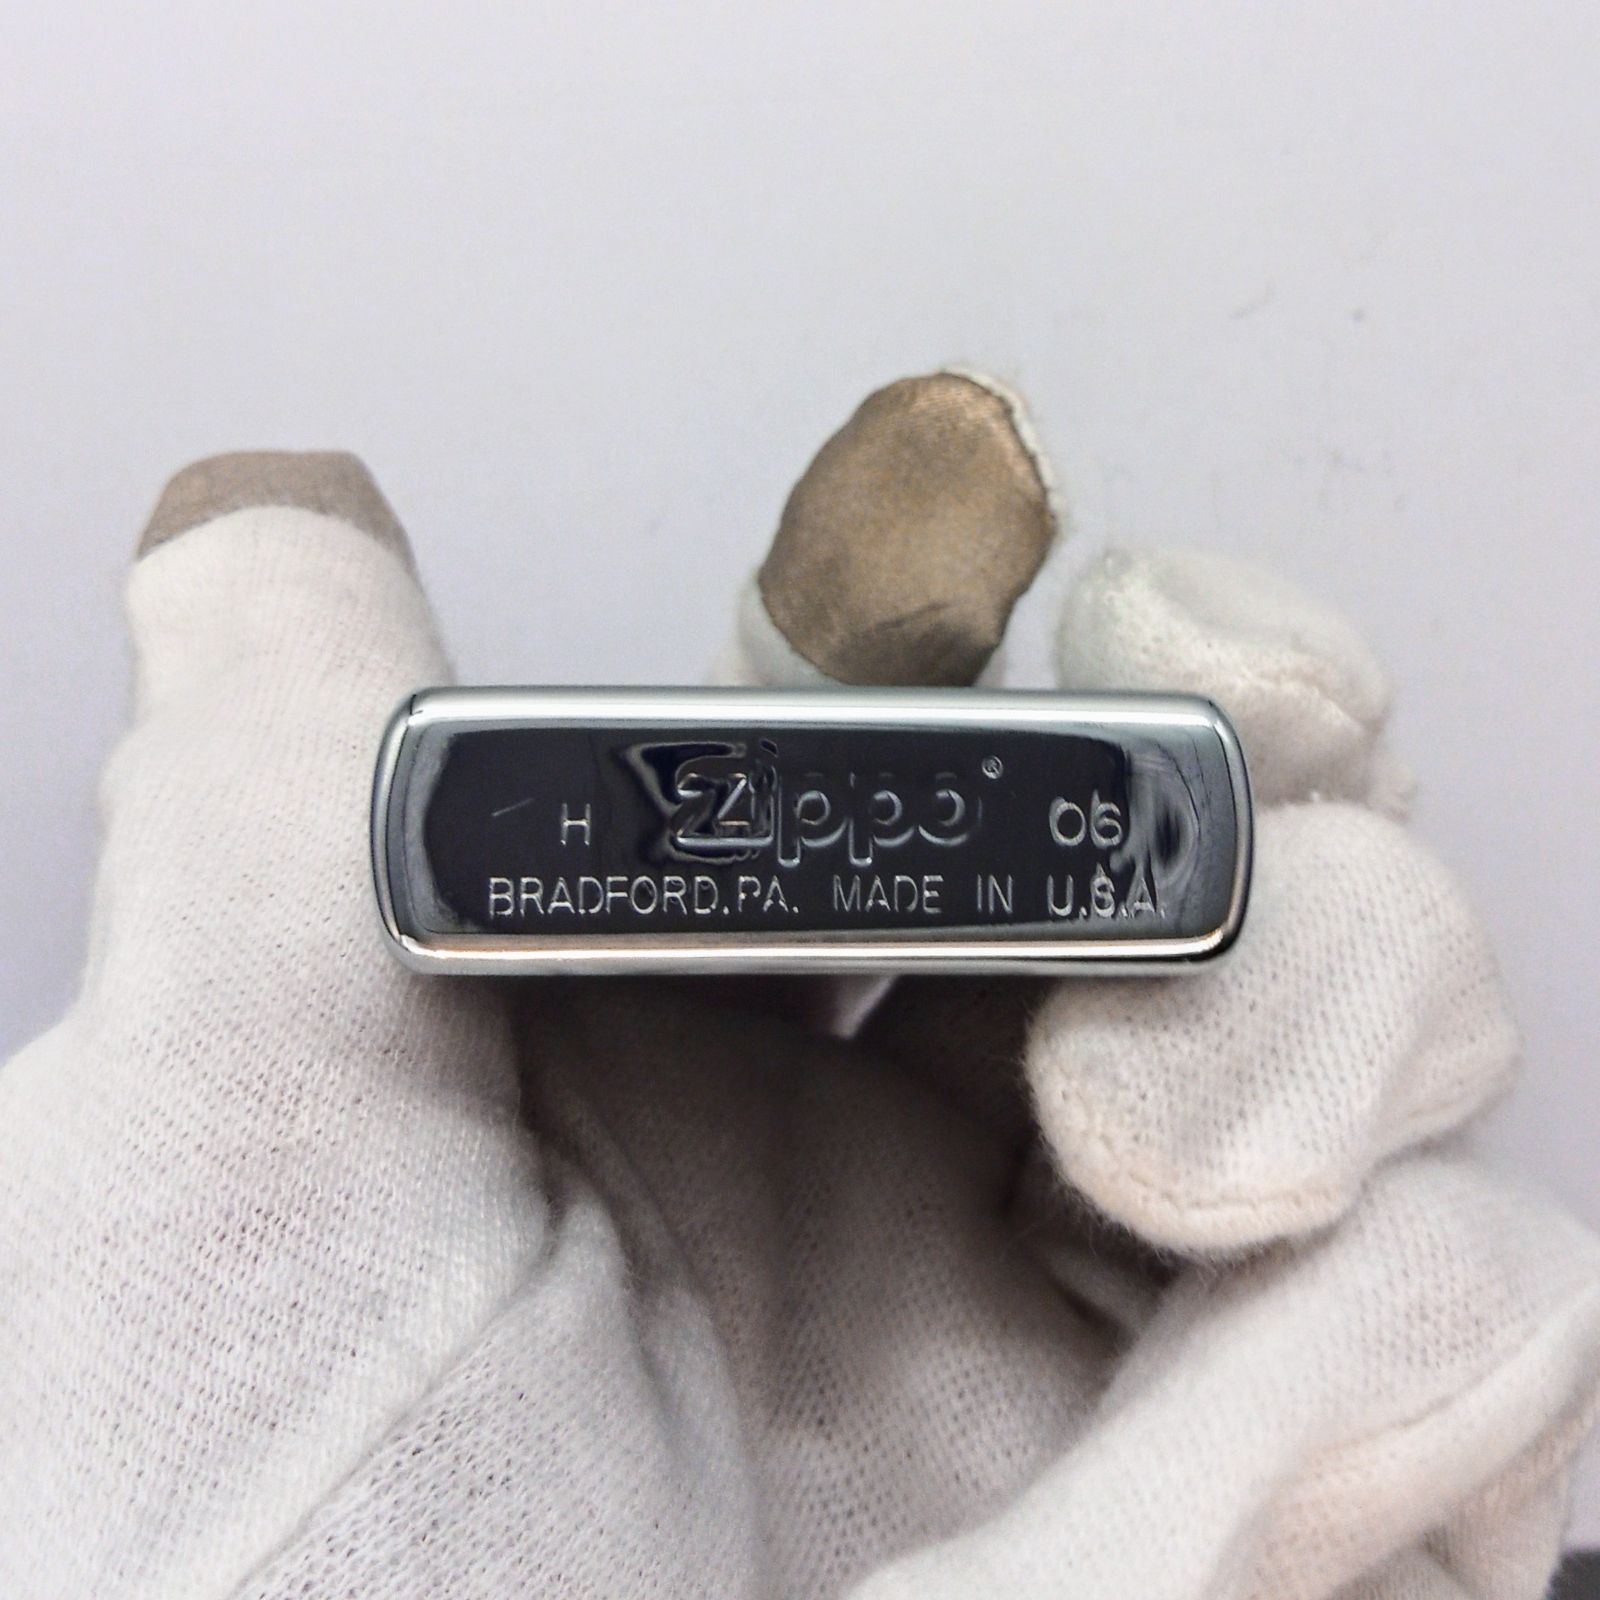 H Zippo® 06
BRADFORD, PA. MADE IN U.S.A.